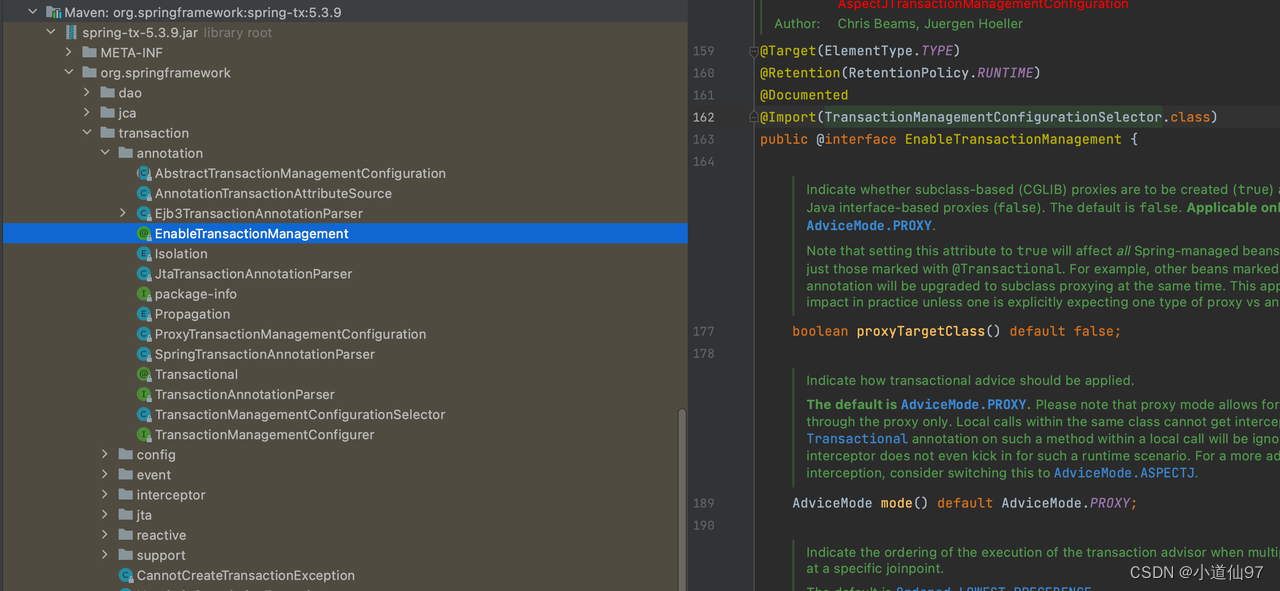 Maven: org.springframework:spring-tx:5.3.9
spring-tx-5.3.9.jar library root
META-INF
org.springframework
dao
jca
transaction
annotation
AbstractTransactionManagementConfiguration
AnnotationTransactionAttributeSource
Ejb3TransactionAnnotationParser
EnableTransactionManagement
Isolation
JtaTransactionAnnotationParser
package-info
Propagation
ProxyTransactionManagementConfiguration
SpringTransactionAnnotationParser
Transactional
TransactionAnnotationParser
TransactionManagementConfigurationSelector
TransactionManagementConfigurer
config
event
interceptor
jta
reactive
support
CannotCreateTransactionException
AspectJTransactionManagementConfiguration
Author: Chris Beams, Juergen Hoeller
159 @Target(ElementType.TYPE)
160 @Retention(RetentionPolicy.RUNTIME)
161 @Documented
162 @Import(TransactionManagementConfigurationSelector.class)
163 public @interface EnableTransactionManagement {
164
Indicate whether subclass-based (CGLIB) proxies are to be created (true) a
Java interface-based proxies (false). The default is false. Applicable onl
AdviceMode.PROXY.
Note that setting this attribute to true will affect all Spring-managed beans
just those marked with @Transactional. For example, other beans marked
annotation will be upgraded to subclass proxying at the same time. This app
impact in practice unless one is explicitly expecting one type of proxy vs an
177 boolean proxyTargetClass() default false;
178
Indicate how transactional advice should be applied.
The default is AdviceMode.PROXY. Please note that proxy mode allows for
through the proxy only. Local calls within the same class cannot get interce
Transactional annotation on such a method within a local call will be igno
interceptor does not even kick in for such a runtime scenario. For a more ad
interception, consider switching this to AdviceMode.ASPECTJ.
189 AdviceMode mode() default AdviceMode.PROXY;
190
Indicate the ordering of the execution of the transaction advisor when multi
at a specific joinpoint.
The default is Ordered.LOWEST_PRECEDENCE
CSDN @小道仙97